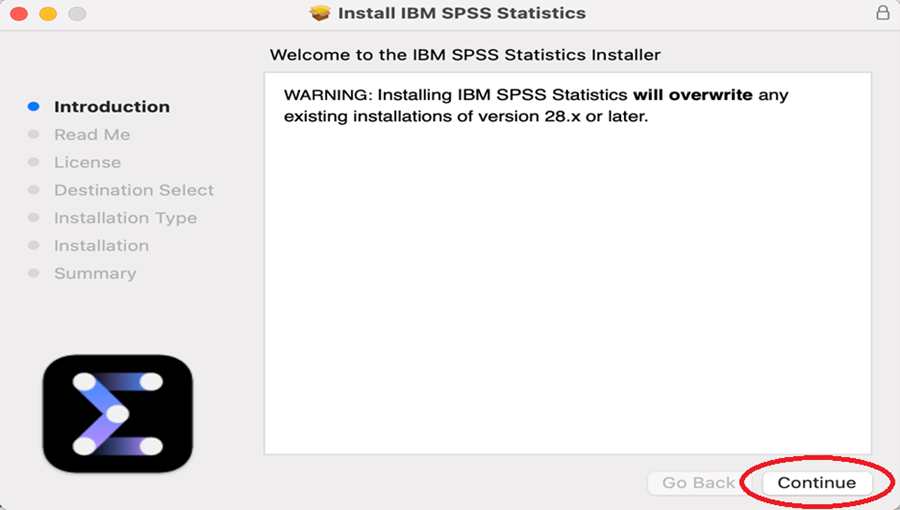 Install IBM SPSS Statistics
Welcome to the IBM SPSS Statistics Installer
Introduction
Read Me
License
Destination Select
Installation Type
Installation
Summary
WARNING: Installing IBM SPSS Statistics will overwrite any
existing installations of version 28.x or later.
Go Back
Continue